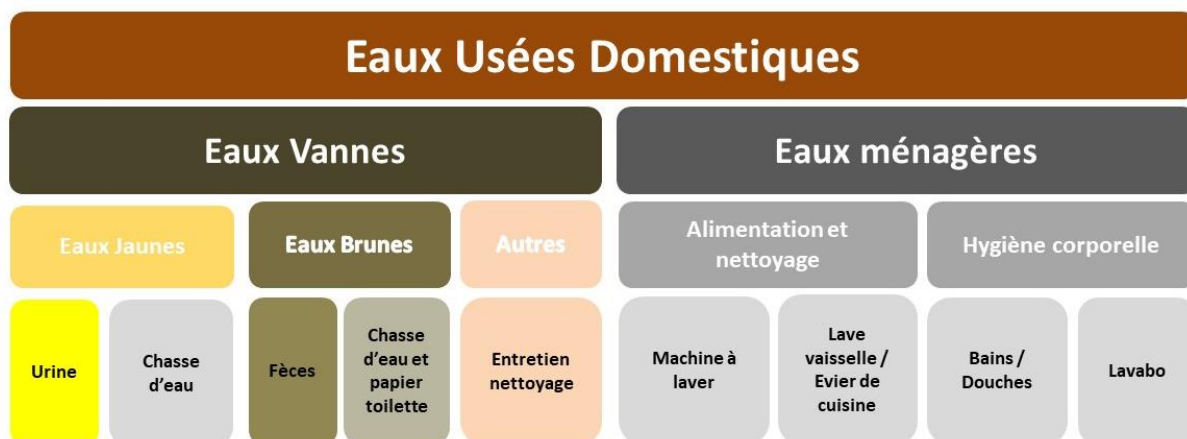 Eaux Usées Domestiques
Eaux Vannes
Eaux ménagères
Eaux Jaunes
Eaux Brunes
Autres
Alimentation et
nettoyage
Hygiène corporelle
Urine
Chasse
d'eau
Fèces
Chasse
d'eau et
papier
toilette
Entretien
nettoyage
Machine à
laver
Lave
vaisselle /
Evier de
cuisine
Bains /
Douches
Lavabo